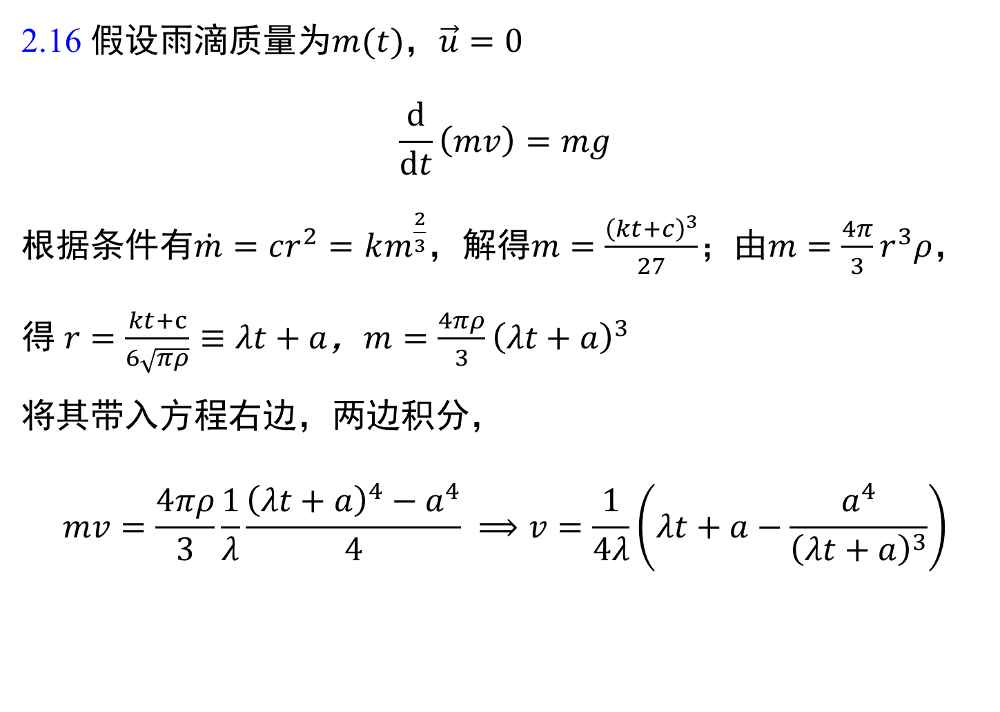 2.16 假设雨滴质量为$m(t)$，$\vec{u} = 0$
$\frac{\mathrm{d}}{\mathrm{d}t}(mv) = mg$
根据条件有$\dot{m} = cr^2 = km^{\frac{2}{3}}$，解得$m = \frac{(kt+c)^3}{27}$；由$m = \frac{4\pi}{3}r^3\rho$，
得 $r = \frac{kt+\mathrm{c}}{6\sqrt{\pi\rho}} \equiv \lambda t + a$，$m = \frac{4\pi\rho}{3}(\lambda t + a)^3$
将其带入方程右边，两边积分，
$mv = \frac{4\pi\rho}{3}\frac{1}{\lambda}\frac{(\lambda t + a)^4 - a^4}{4} \Longrightarrow v = \frac{1}{4\lambda}\left(\lambda t + a - \frac{a^4}{(\lambda t + a)^3}\right)$